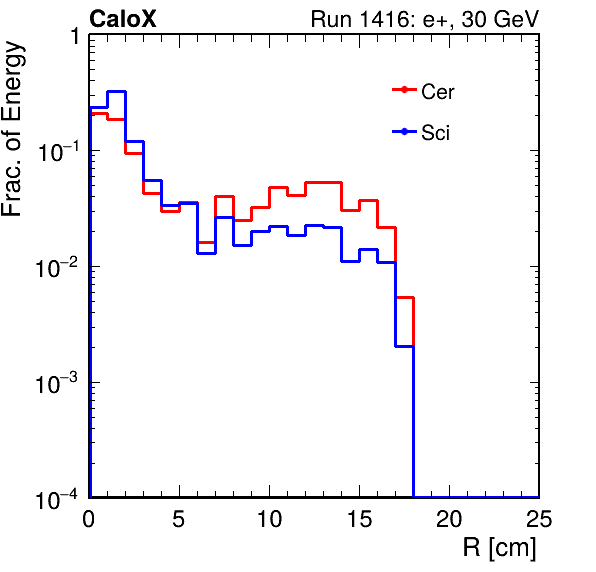 CaloX Run 1416: e+, 30 GeV
Frac. of Energy
1
10⁻¹
10⁻²
10⁻³
10⁻⁴
Cer
Sci
0 5 10 15 20 25
R [cm]